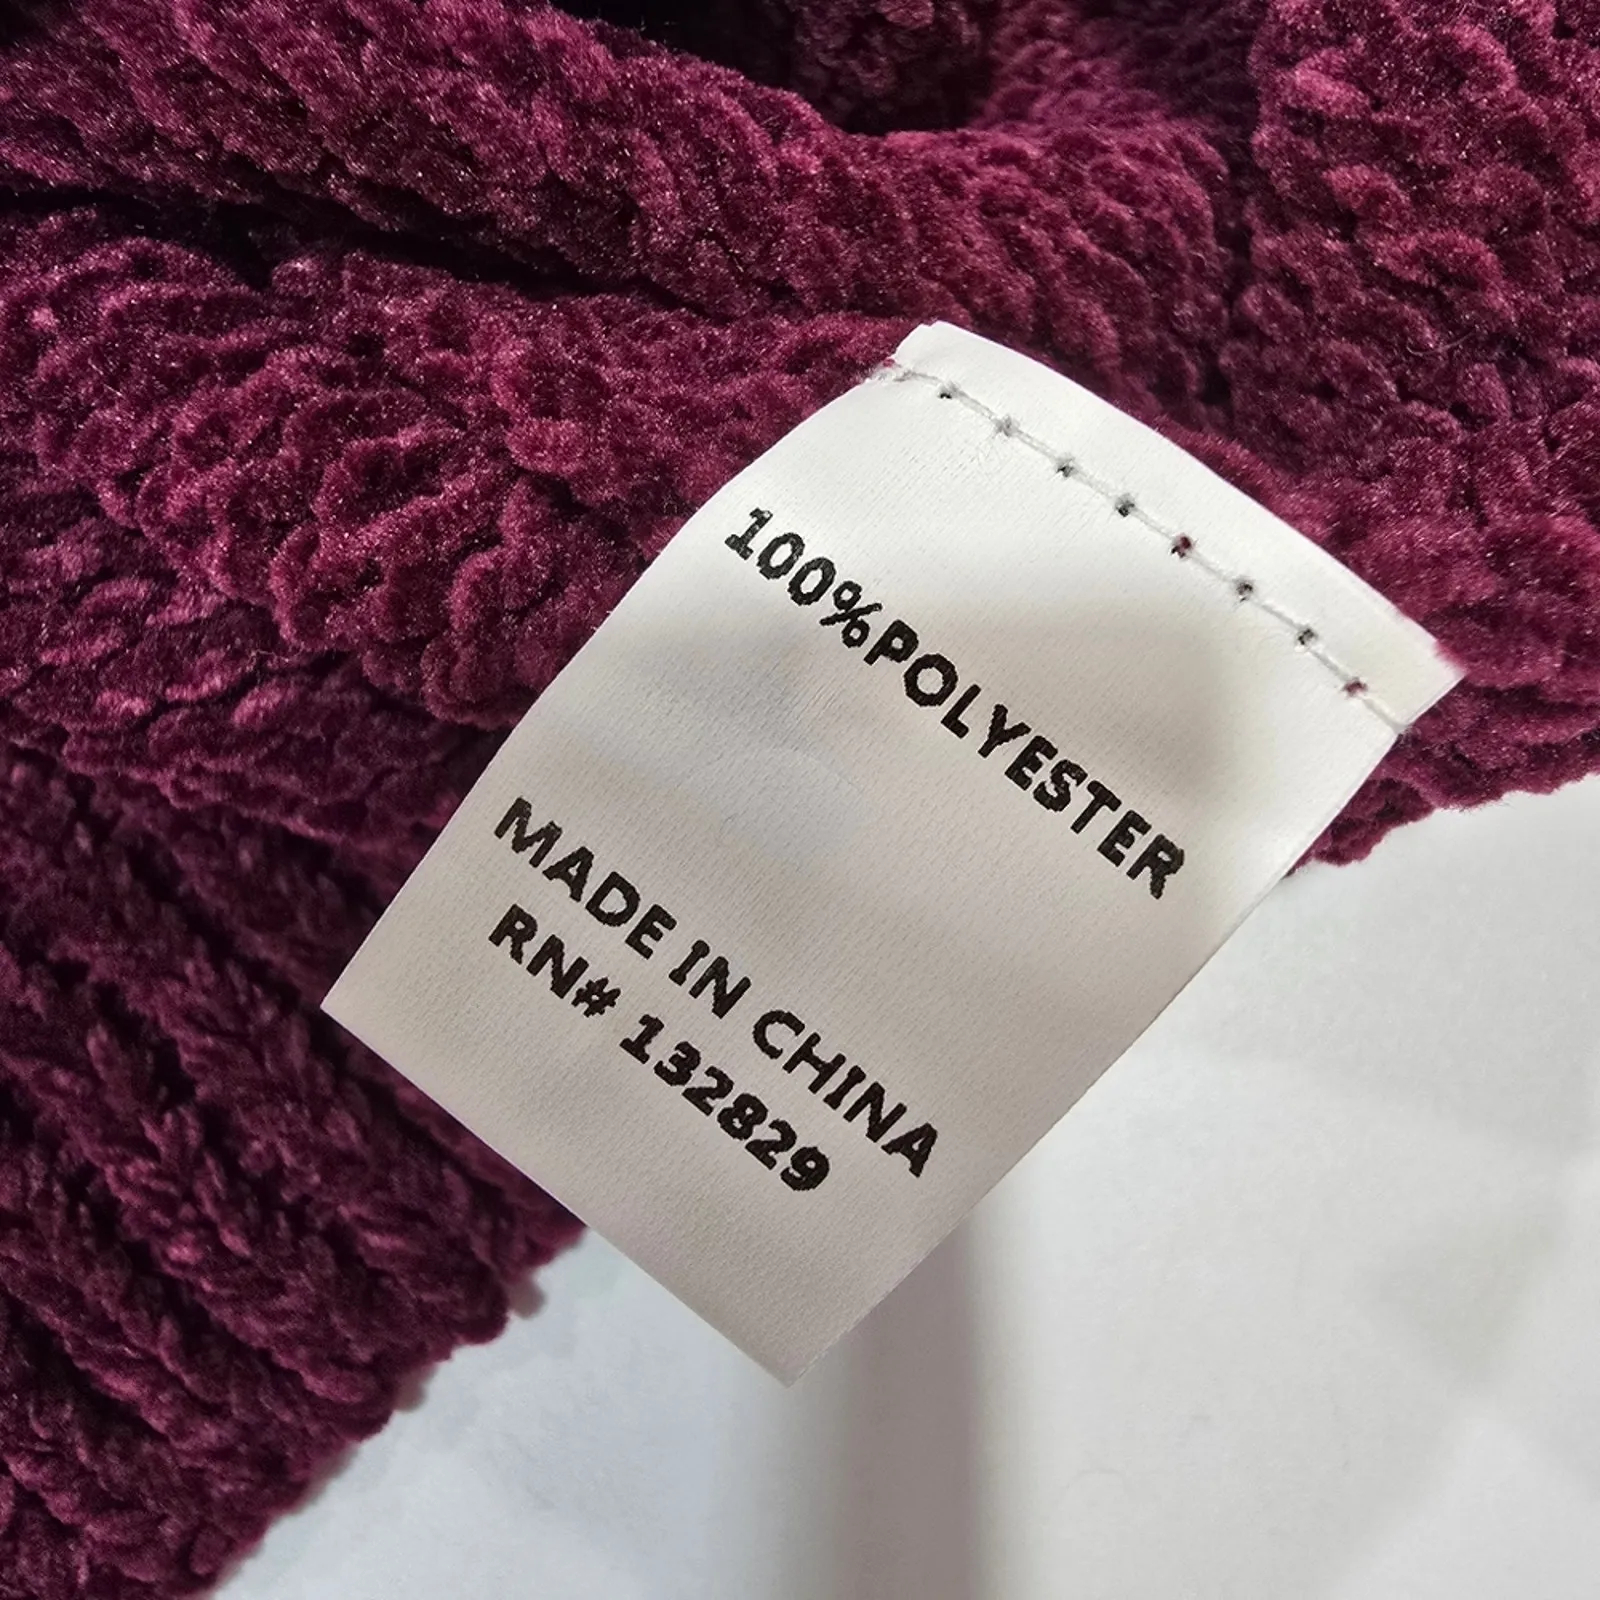 100%POLYESTER
MADE IN CHINA
RN# 132829